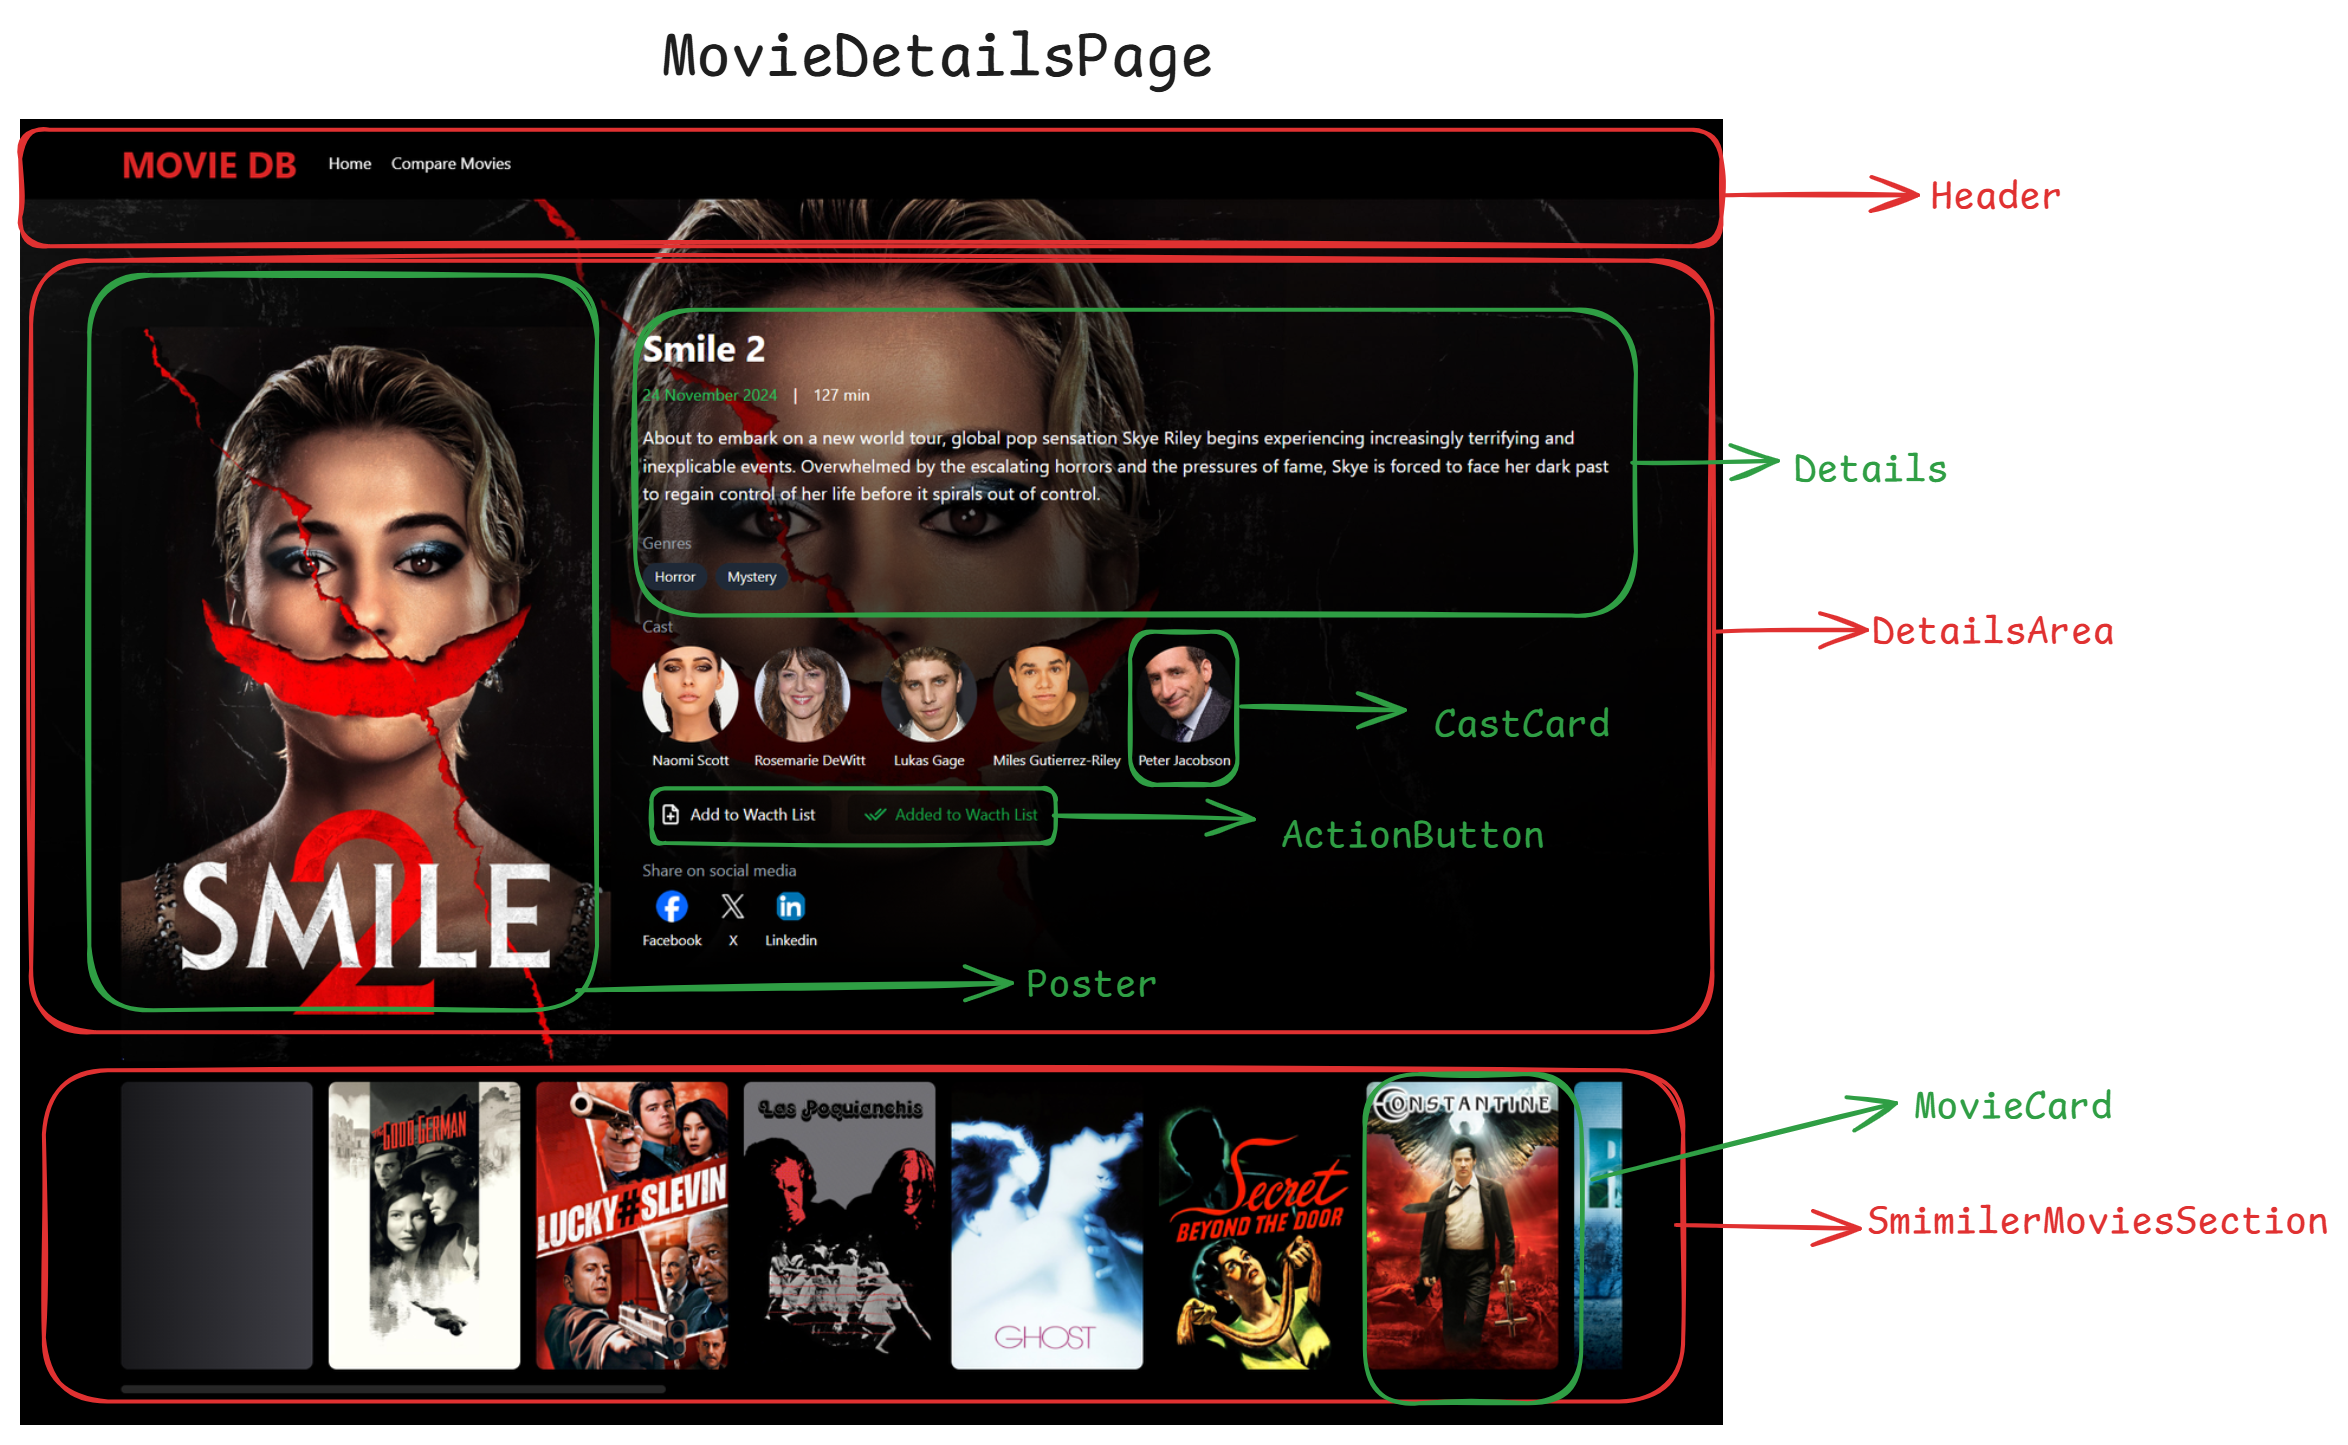 MovieDetailsPage
MOVIE DB
Home
Compare Movies
Header
Smile 2
24 November 2024 | 127 min
About to embark on a new world tour, global pop sensation Skye Riley begins experiencing increasingly terrifying and
inexplicable events. Overwhelmed by the escalating horrors and the pressures of fame, Skye is forced to face her dark past
to regain control of her life before it spirals out of control.
Details
Genres
Horror
Mystery
DetailsArea
Cast
Naomi Scott
Rosemarie DeWitt
Lukas Gage
Miles Gutierrez-Riley
Peter Jacobson
CastCard
Add to Wacth List
Added to Wacth List
ActionButton
Share on social media
Facebook
X
Linkedin
SMILE
2
Poster
THE GOOD GERMAN
LUCKY#SLEVIN
Las Poquianchis
GHOST
Secret
BEYOND THE DOOR
CONSTANTINE
MovieCard
SmimilerMoviesSection